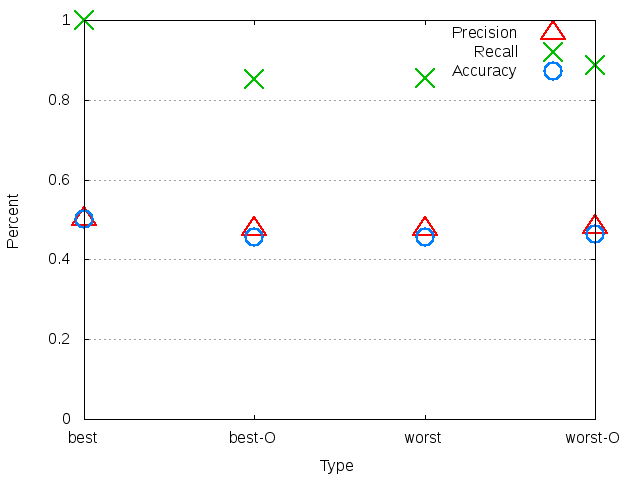 1
0.8
0.6
0.4
0.2
0
Percent
Precision
Recall
Accuracy
best
best-O
worst
worst-O
Type